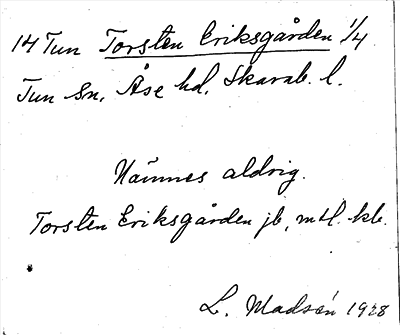 14 Tun Torsten Eriksgården 1/4
Tun sn, Åse hd, Skarab. l.
Nämnes aldrig.
Torsten Eriksgården jb, mtl. kb.
L. Madsén 1928